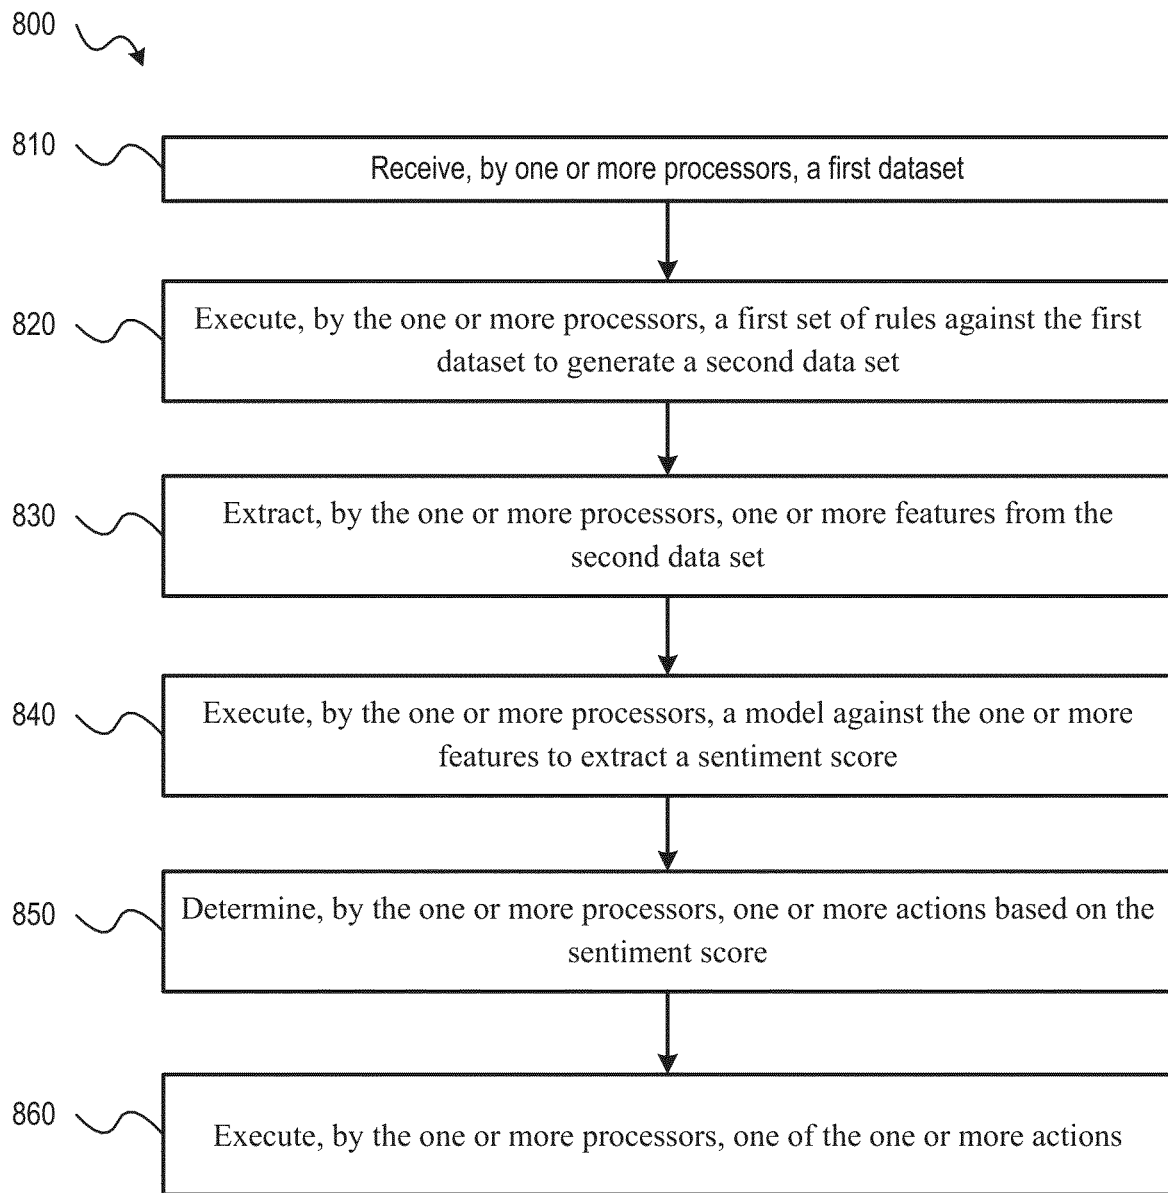 800
810
Receive, by one or more processors, a first dataset
820
Execute, by the one or more processors, a first set of rules against the first
dataset to generate a second data set
830
Extract, by the one or more processors, one or more features from the
second data set
840
Execute, by the one or more processors, a model against the one or more
features to extract a sentiment score
850
Determine, by the one or more processors, one or more actions based on the
sentiment score
860
Execute, by the one or more processors, one of the one or more actions